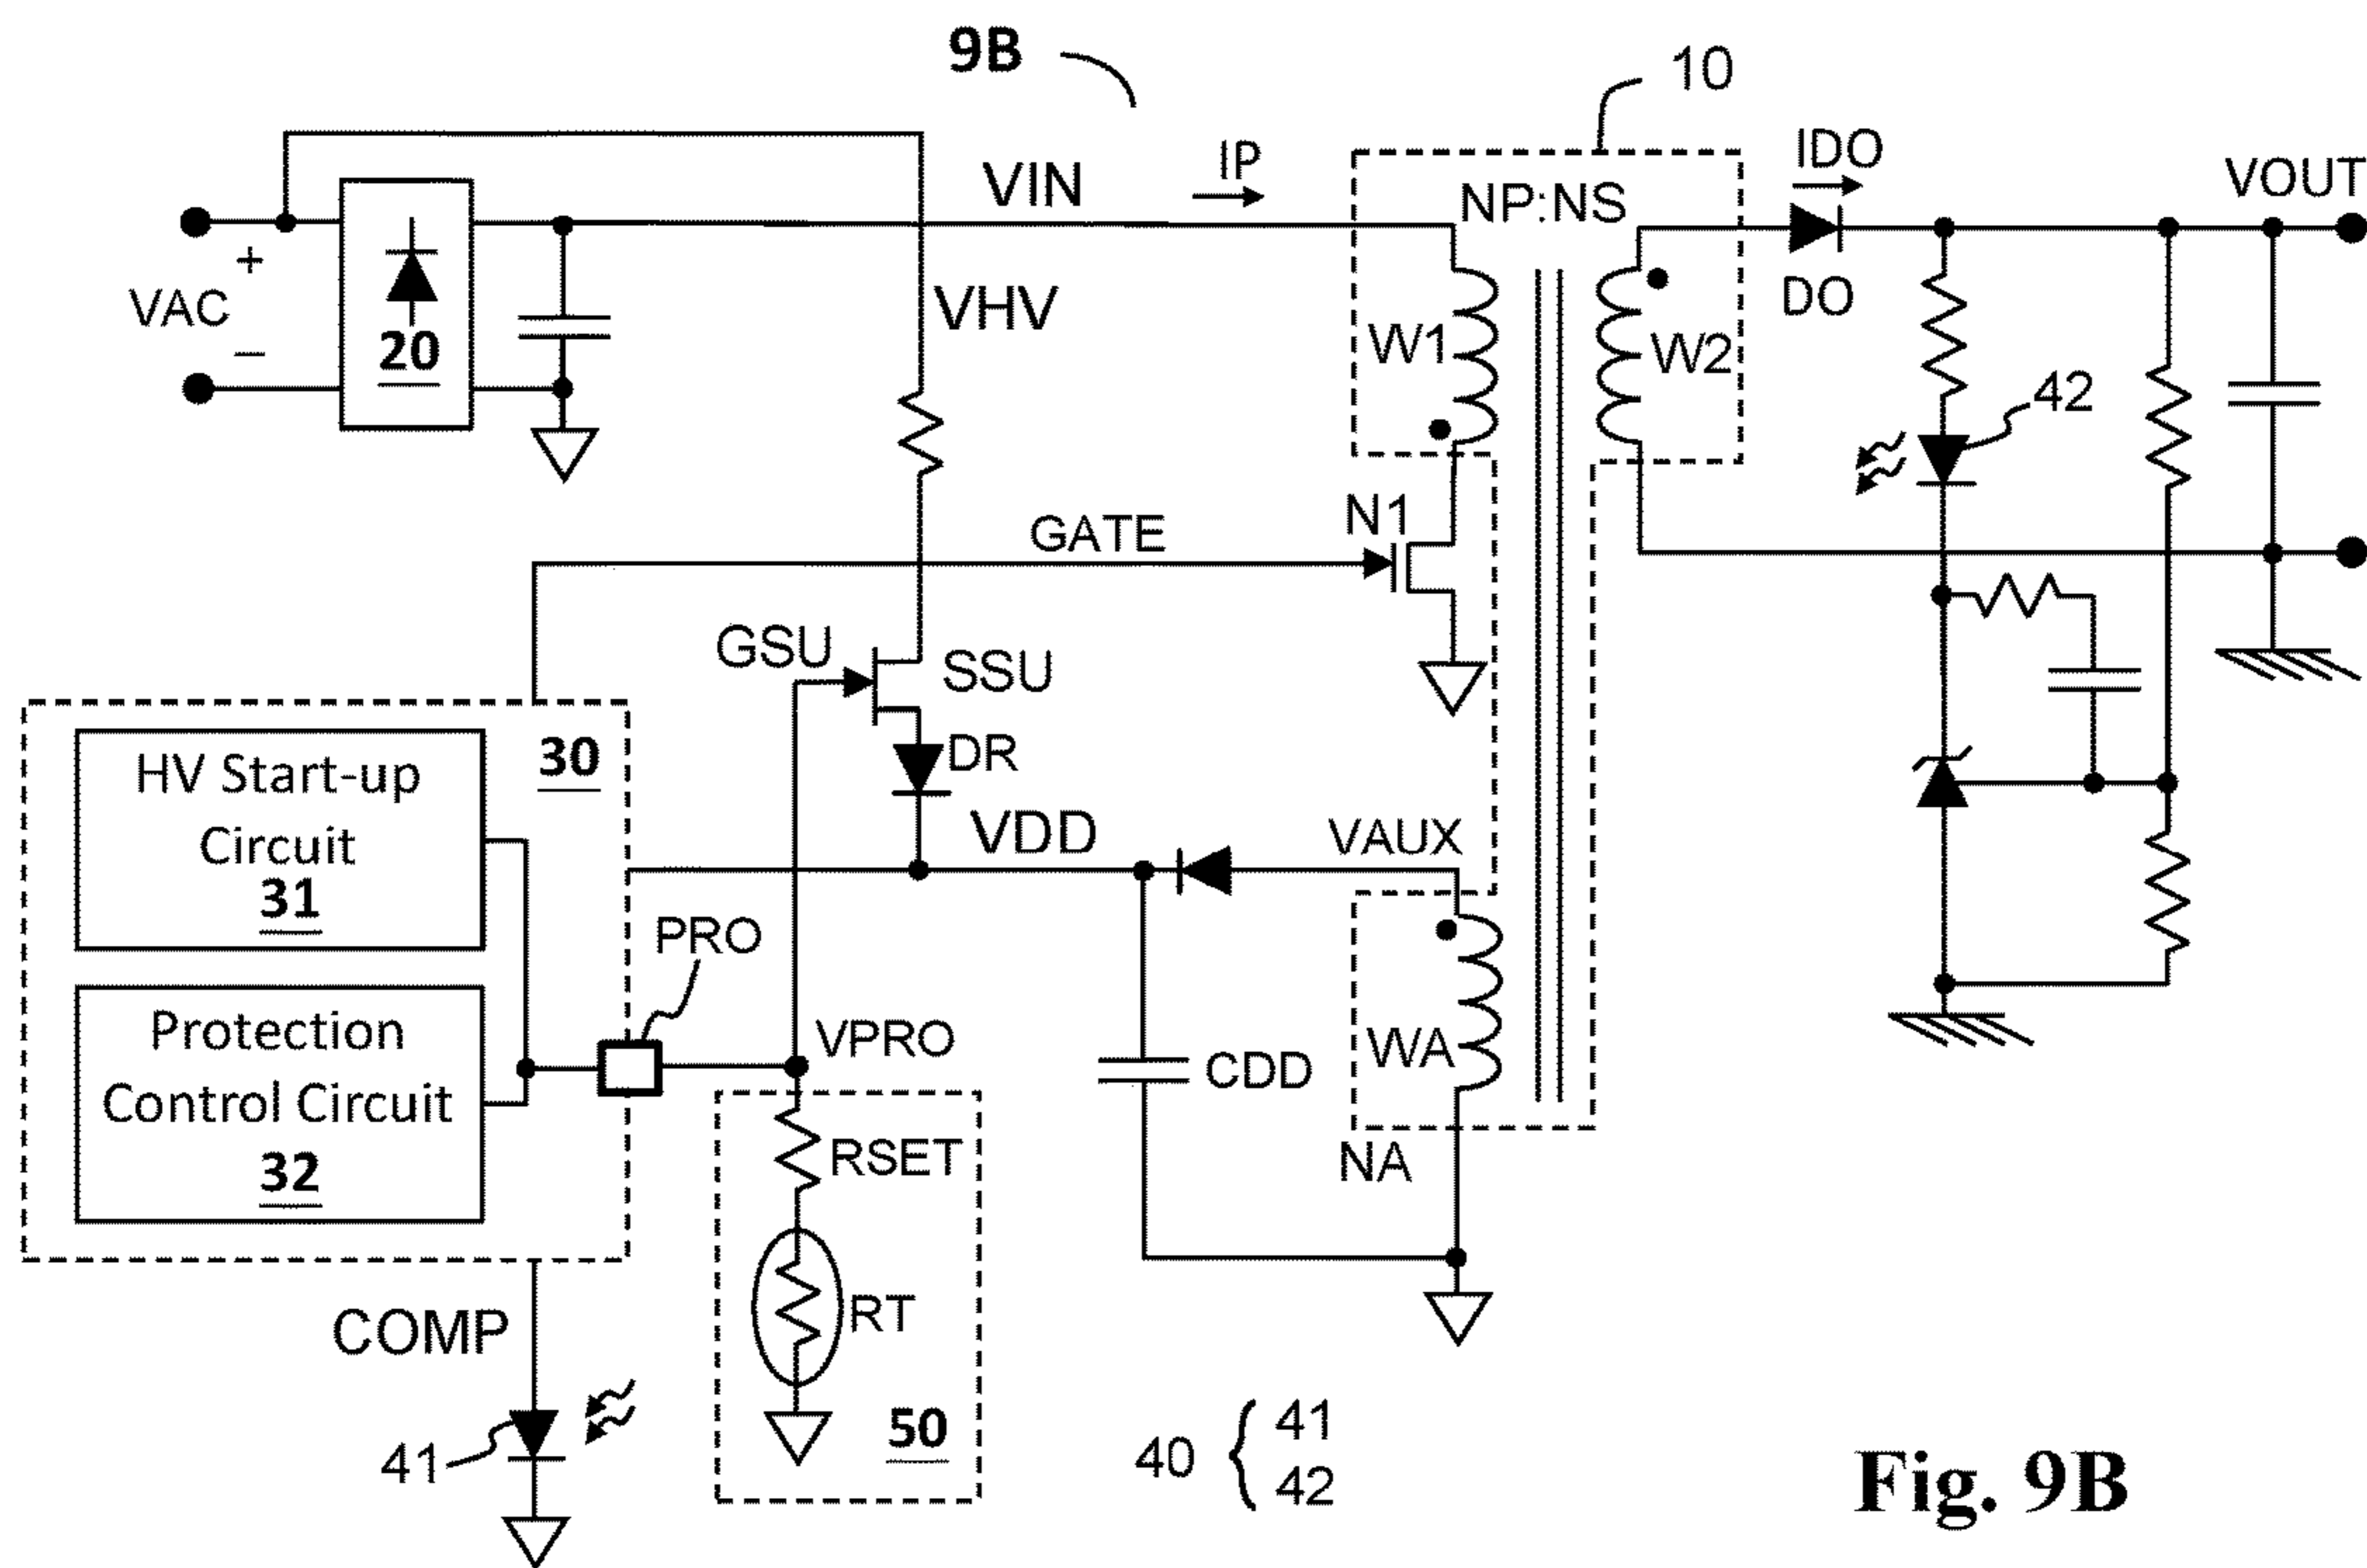 9B
10
IP
IDO
VIN
NP:NS
VOUT
+
VAC
−
20
VHV
W1
W2
DO
42
N1
GATE
GSU
SSU
DR
30
HV Start-up
Circuit
31
VDD
VAUX
PRO
Protection
Control Circuit
32
VPRO
RSET
CDD
WA
NA
RT
COMP
41
50
40 { 41
42
Fig. 9B